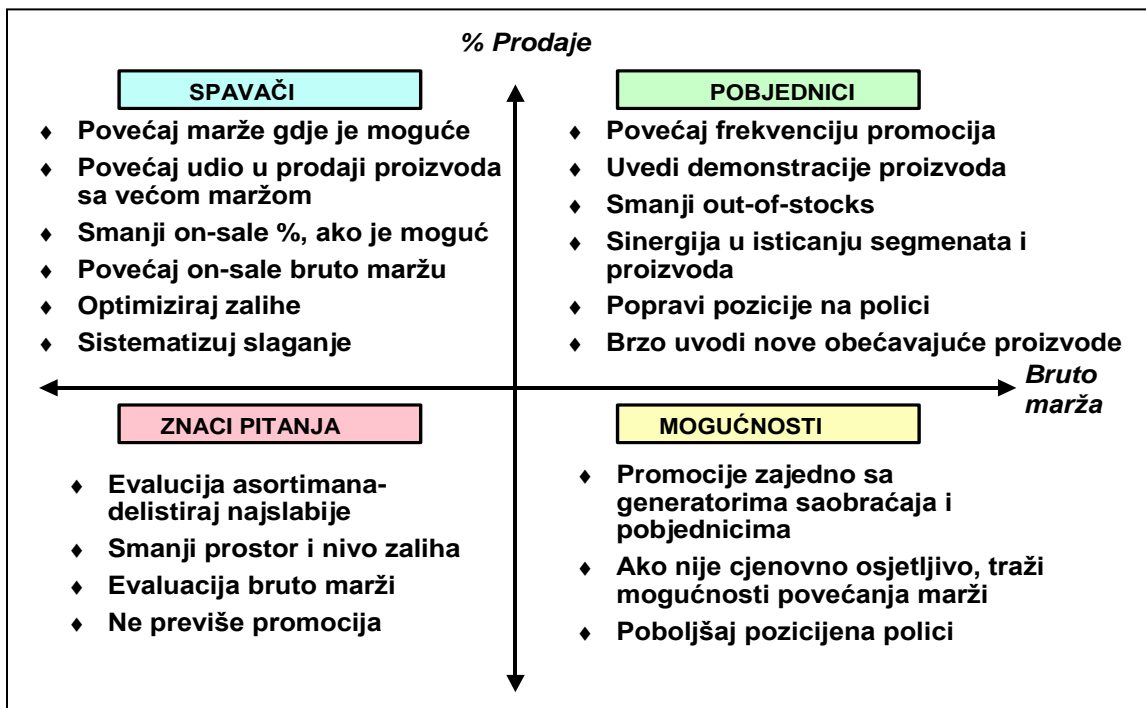 % Prodaje
SPAVAČI
♦ Povećaj marže gdje je moguće
♦ Povećaj udio u prodaji proizvoda
sa većom maržom
♦ Smanji on-sale %, ako je moguć
♦ Povećaj on-sale bruto maržu
♦ Optimiziraj zalihe
♦ Sistematizuj slaganje
POBJEDNICI
♦ Povećaj frekvenciju promocija
♦ Uvedi demonstracije proizvoda
♦ Smanji out-of-stocks
♦ Sinergija u isticanju segmenata i
proizvoda
♦ Popravi pozicije na polici
♦ Brzo uvodi nove obećavajuće proizvode
Bruto
marža
ZNACI PITANJA
♦ Evalucija asortimana-
delistiraj najslabije
♦ Smanji prostor i nivo zaliha
♦ Evaluacija bruto marži
♦ Ne previše promocija
MOGUĆNOSTI
♦ Promocije zajedno sa
generatorima saobraćaja i
pobjednicima
♦ Ako nije cjenovno osjetljivo, traži
mogućnosti povećanja marži
♦ Poboljšaj pozicijena polici